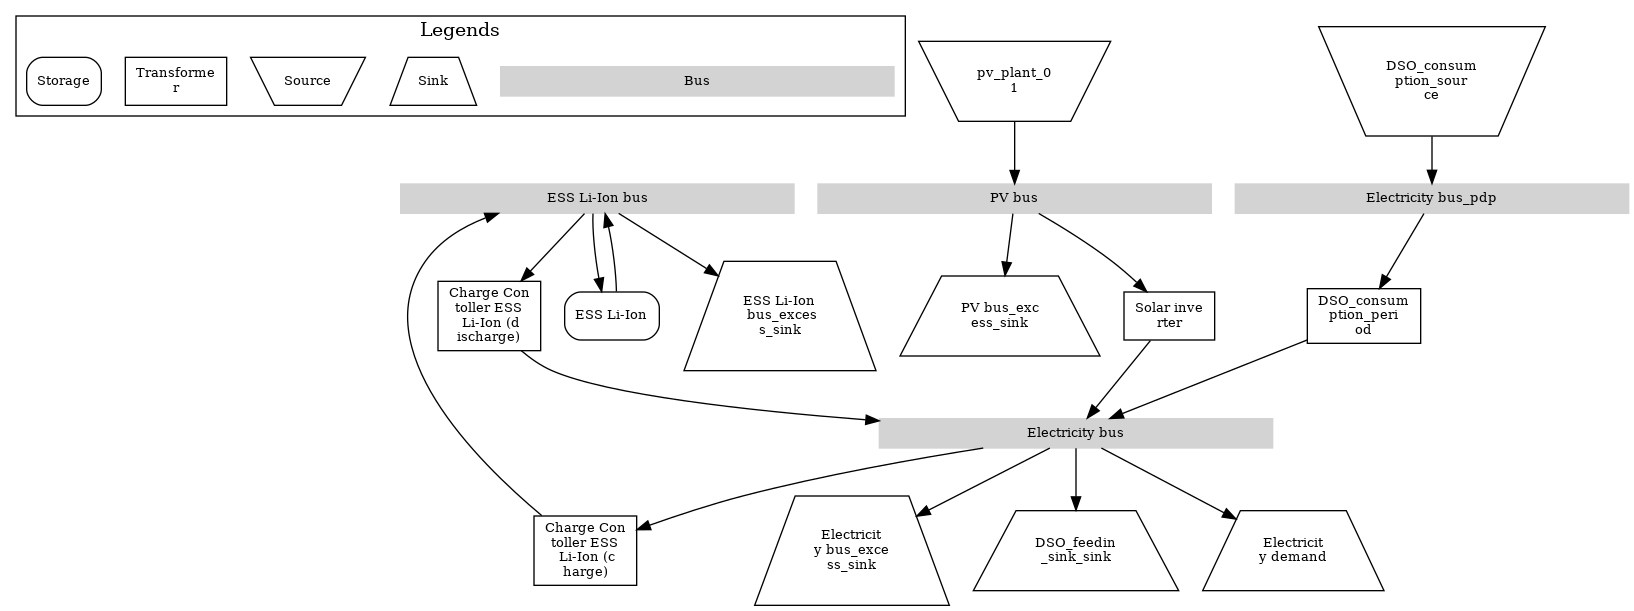 Legends
Storage
Transforme
r
Source
Sink
Bus
pv_plant_0
1
DSO_consum
ption_sour
ce
ESS Li-Ion bus
PV bus
Electricity bus_pdp
Charge Con
toller ESS
Li-Ion (d
ischarge)
ESS Li-Ion
ESS Li-Ion
bus_exces
s_sink
PV bus_exc
ess_sink
Solar inve
rter
DSO_consum
ption_peri
od
Electricity bus
Charge Con
toller ESS
Li-Ion (c
harge)
Electricit
y bus_exce
ss_sink
DSO_feedin
_sink_sink
Electricit
y demand